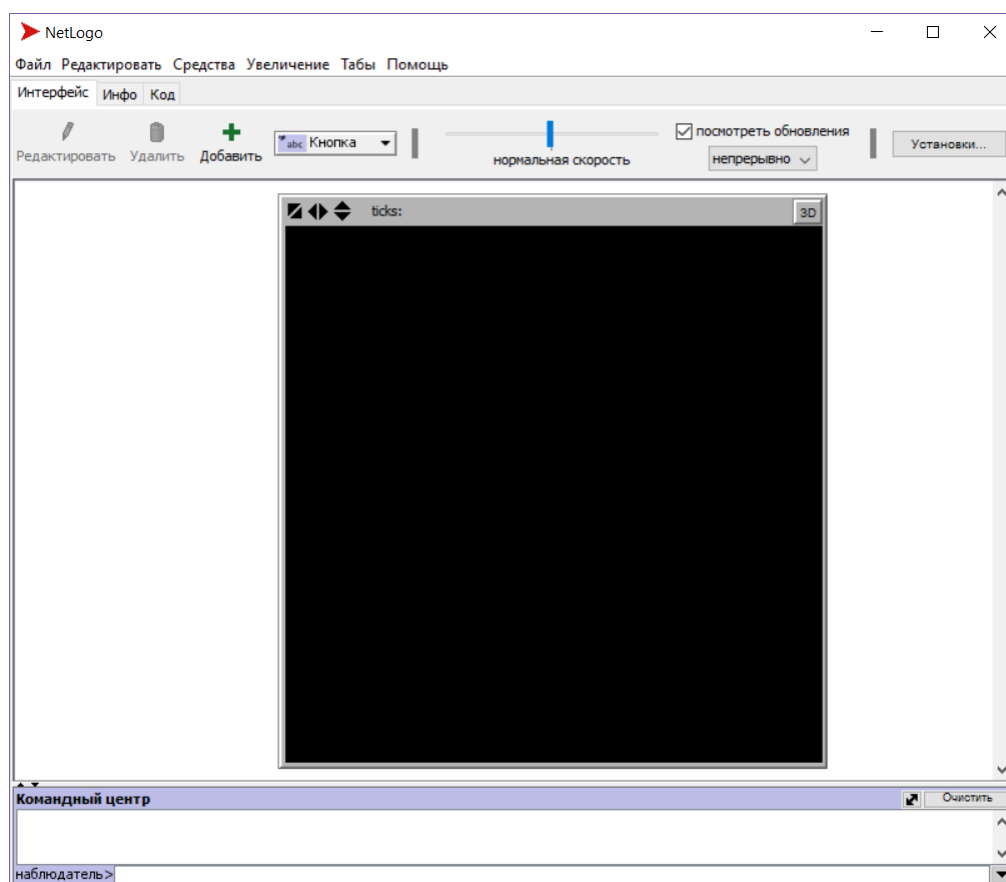 NetLogo
Файл Редактировать Средства Увеличение Табы Помощь
Интерфейс Инфо Код
Редактировать Удалить Добавить abc Кнопка нормальная скорость посмотреть обновления непрерывно Установки...
ticks: 3D
Командный центр Очистить
наблюдатель>